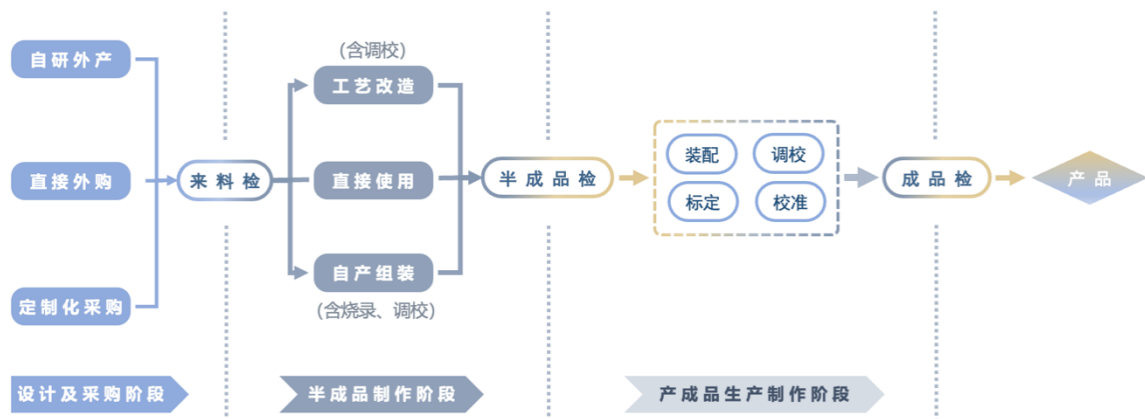 自研外产
直接外购
定制化采购
来料检
(含调校)
工艺改造
直接使用
自产组装
(含烧录、调校)
半成品检
装配
调校
标定
校准
成品检
产品
设计及采购阶段
半成品制作阶段
产成品生产制作阶段